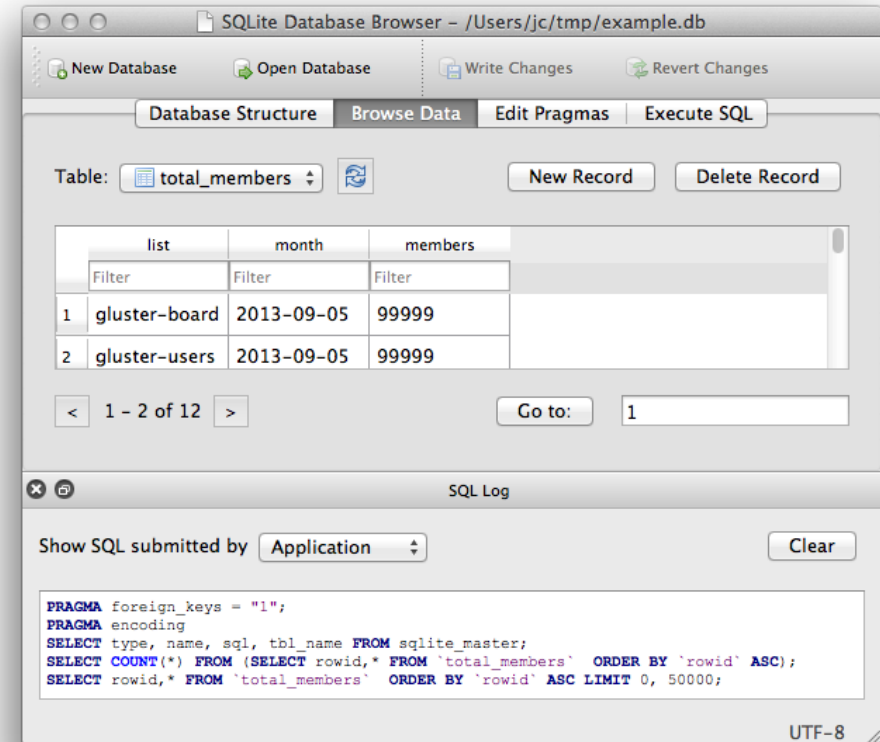 SQLite Database Browser – /Users/jc/tmp/example.db
New Database Open Database Write Changes Revert Changes
Database Structure Browse Data Edit Pragmas Execute SQL
Table: total_members New Record Delete Record
list month members
Filter Filter Filter
1 gluster-board 2013-09-05 99999
2 gluster-users 2013-09-05 99999
< 1 – 2 of 12 > Go to: 1
SQL Log
Show SQL submitted by Application Clear
PRAGMA foreign_keys = "1";
PRAGMA encoding
SELECT type, name, sql, tbl_name FROM sqlite_master;
SELECT COUNT(*) FROM (SELECT rowid,* FROM `total_members`  ORDER BY `rowid` ASC);
SELECT rowid,* FROM `total_members`  ORDER BY `rowid` ASC LIMIT 0, 50000;
UTF-8